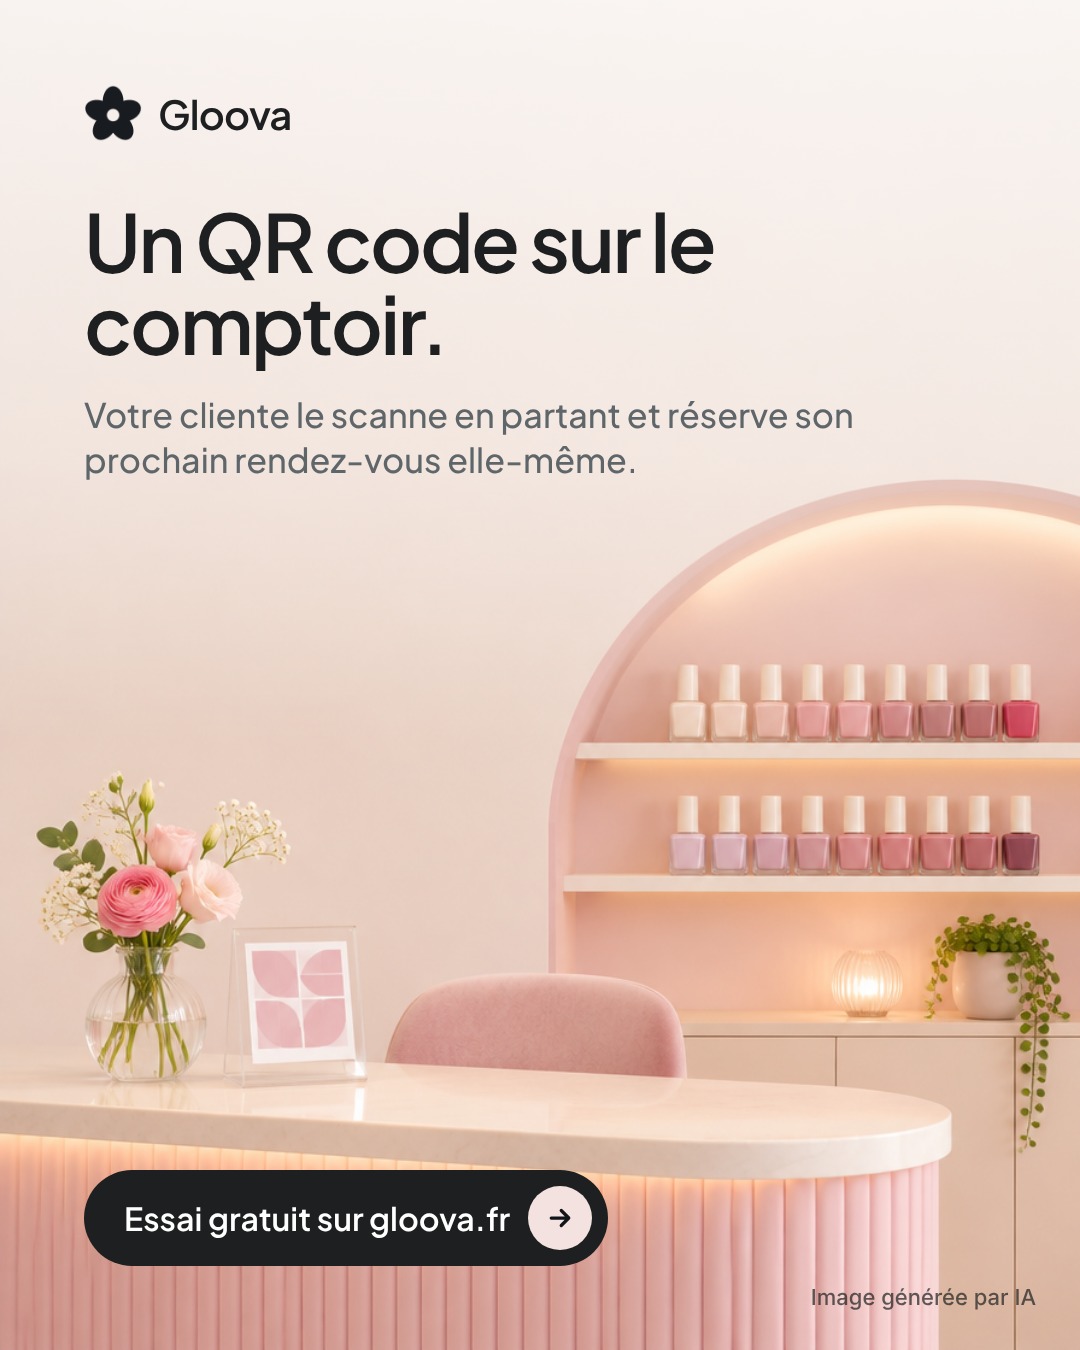 Gloova
Un QR code sur le
comptoir.
Votre cliente le scanne en partant et réserve son
prochain rendez-vous elle-même.
Essai gratuit sur gloova.fr
Image générée par IA